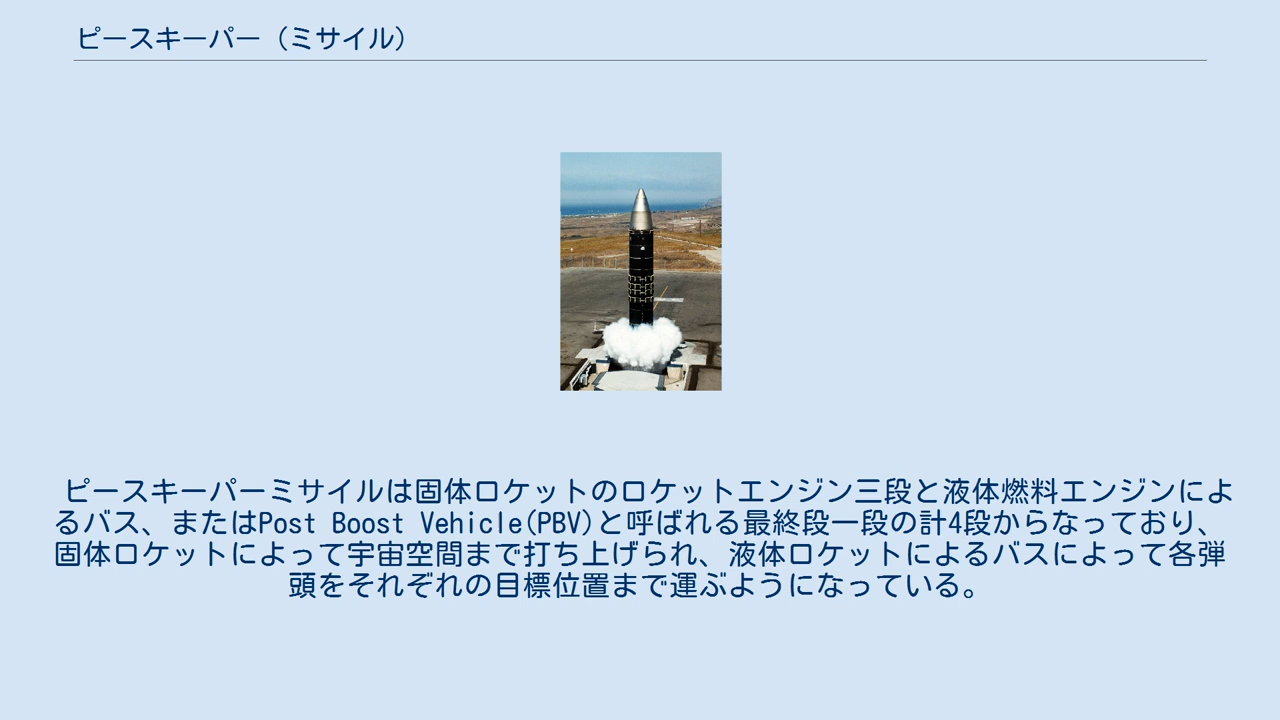 ピースキーパー（ミサイル）
ピースキーパーミサイルは固体ロケットのロケットエンジン三段と液体燃料エンジンによ
るバス、またはPost Boost Vehicle(PBV)と呼ばれる最終段一段の計4段からなっており、
固体ロケットによって宇宙空間まで打ち上げられ、液体ロケットによるバスによって各弾
頭をそれぞれの目標位置まで運ぶようになっている。